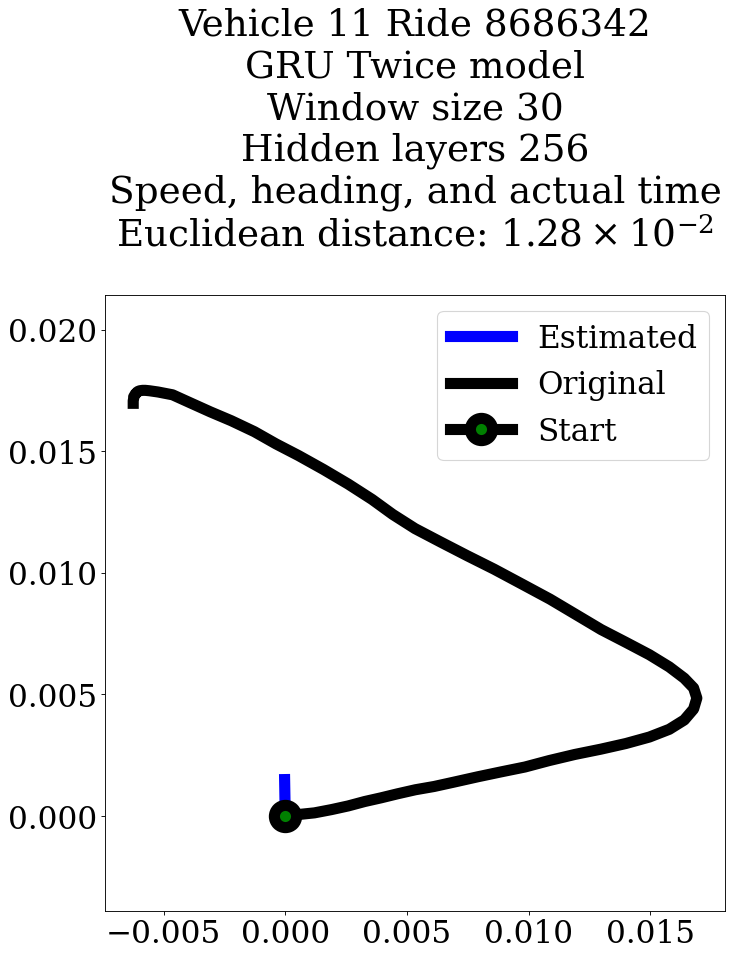 Vehicle 11 Ride 8686342
GRU Twice model
Window size 30
Hidden layers 256
Speed, heading, and actual time
Euclidean distance: 1.28 × 10⁻²
Estimated
Original
Start
0.020
0.015
0.010
0.005
0.000
−0.005 0.000 0.005 0.010 0.015